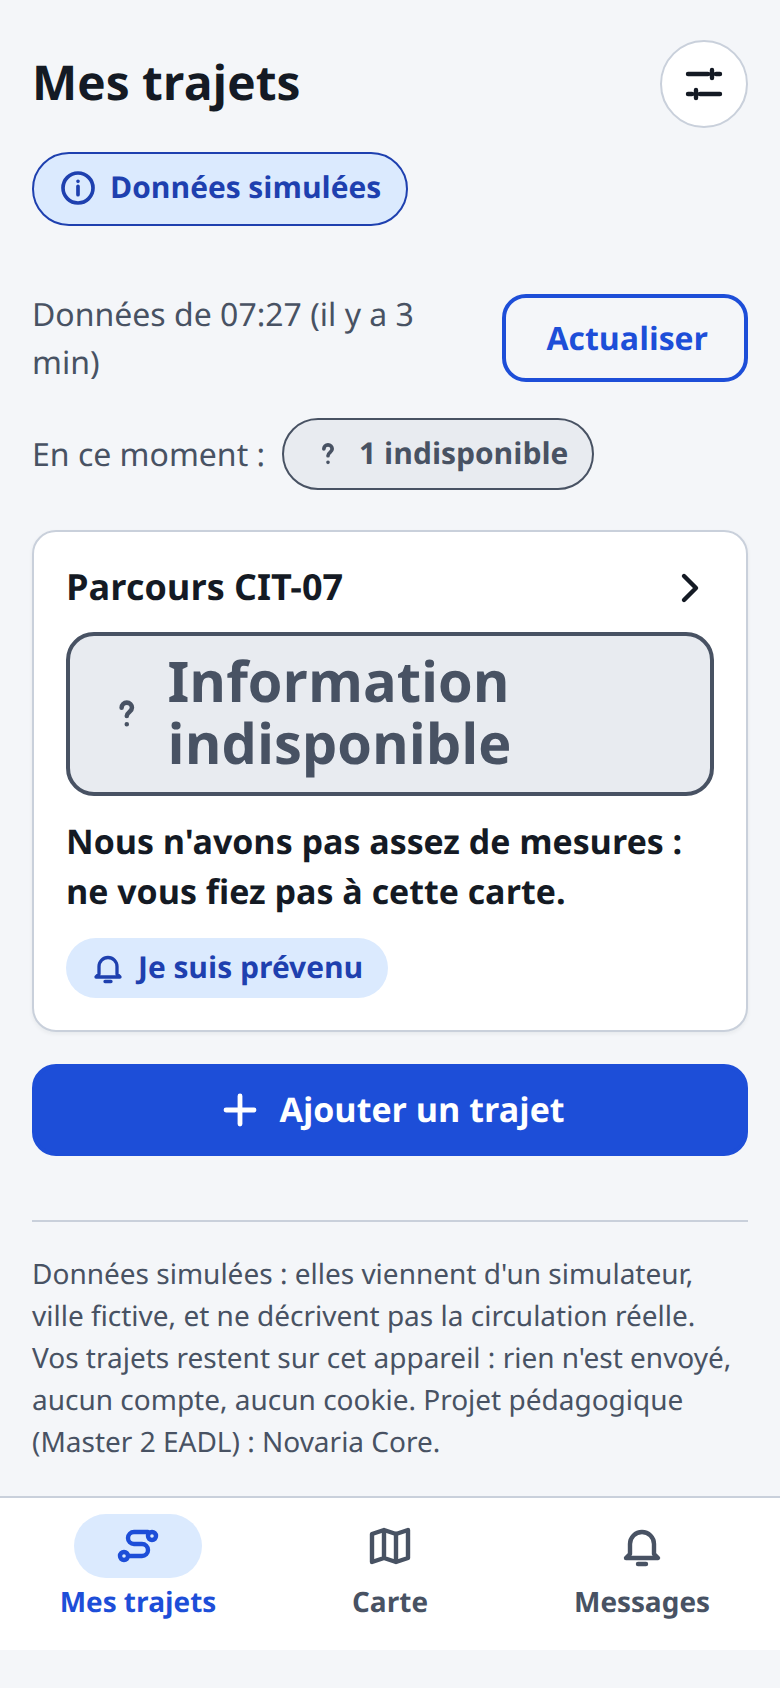 Mes trajets
Données simulées
Données de 07:27 (il y a 3
min)
Actualiser
En ce moment :
? 1 indisponible
Parcours CIT-07
? Information
indisponible
Nous n'avons pas assez de mesures :
ne vous fiez pas à cette carte.
Je suis prévenu
Ajouter un trajet
Données simulées : elles viennent d'un simulateur,
ville fictive, et ne décrivent pas la circulation réelle.
Vos trajets restent sur cet appareil : rien n'est envoyé,
aucun compte, aucun cookie. Projet pédagogique
(Master 2 EADL) : Novaria Core.
Mes trajets
Carte
Messages